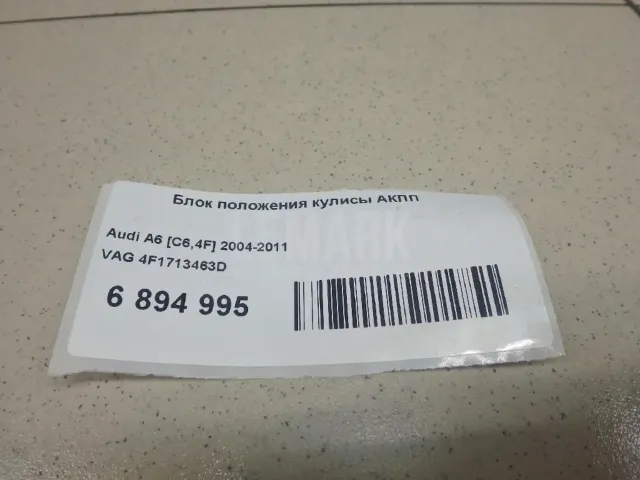 Блок положения кулисы АКПП
Audi A6 [C6,4F] 2004-2011
VAG 4F1713463D
6 894 995